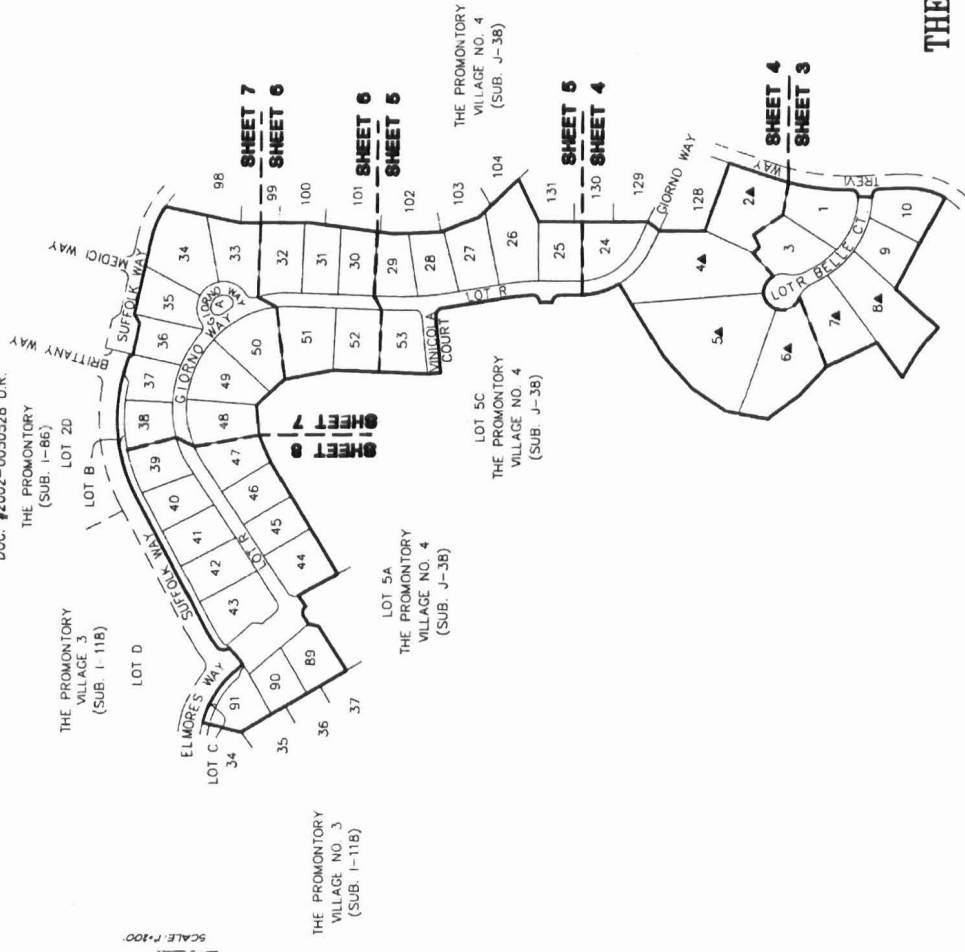 DOC. #2002-0030328 O.R.
THE PROMONTORY
(SUB. I-86)
LOT 2D
LOT B
BRITTANY WAY
MEDICI WAY
SUFFOLK WAY
THE PROMONTORY
VILLAGE 3
(SUB. I-118)
LOT D
SUFFOLK WAY
ELMORES WAY
LOT C
34
35
36
37
91
90
89
43
42
41
40
39
38
37
36
35
34
33
98
99
100
101
102
103
104
32
31
30
29
28
27
26
25
24
131
130
129
128
GIORNO WAY
A
GIORNO WAY
50
49
48
47
46
45
44
LOT R
51
52
53
VINICOLA
COURT
LOT R
SHEET 7
SHEET 6
SHEET 6
SHEET 5
SHEET 5
SHEET 4
SHEET 4
SHEET 3
SHEET 7
SHEET 8
THE PROMONTORY
VILLAGE NO. 4
(SUB. J-38)
LOT 5C
THE PROMONTORY
VILLAGE NO. 4
(SUB. J-38)
LOT 5A
THE PROMONTORY
VILLAGE NO. 4
(SUB. J-38)
THE PROMONTORY
VILLAGE NO. 3
(SUB. I-118)
GIORNO WAY
2▲
4▲
5▲
6▲
7▲
8▲
3
1
10
9
LOT R BELLE CT.
TREVI WAY
SCALE: 1"=200'
THE